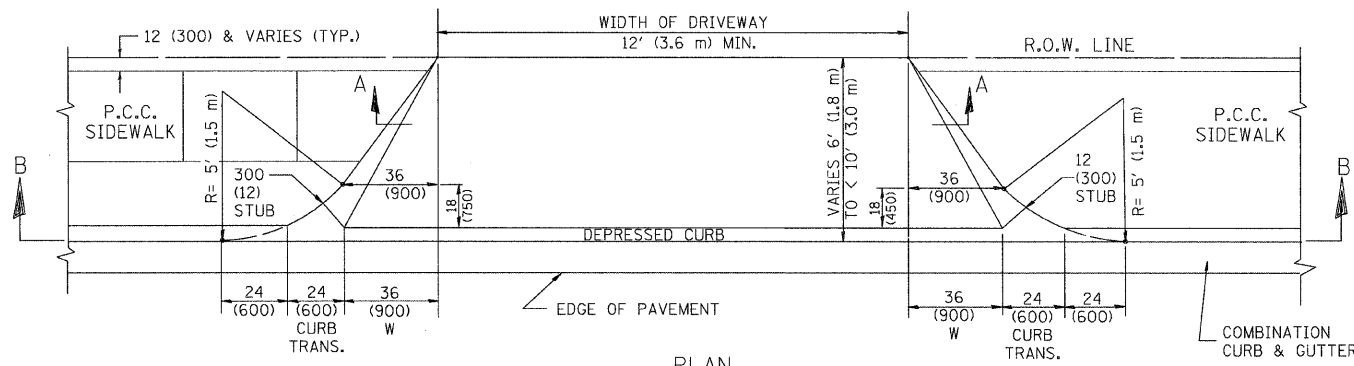 WIDTH OF DRIVEWAY
12' (3.6 m) MIN.
12 (300) & VARIES (TYP.)
R.O.W. LINE
A
A
P.C.C.
SIDEWALK
P.C.C.
SIDEWALK
R= 5' (1.5 m)
VARIES 6' (1.8 m)
TO < 10' (3.0 m)
R= 5' (1.5 m)
B
B
300
(12)
STUB
36
(900)
18
(750)
36
(900)
18
(450)
12
(300)
STUB
DEPRESSED CURB
24
(600)
24
(600)
CURB
TRANS.
36
(900)
W
EDGE OF PAVEMENT
36
(900)
W
24
(600)
CURB
TRANS.
24
(600)
COMBINATION
CURB & GUTTER
PLAN